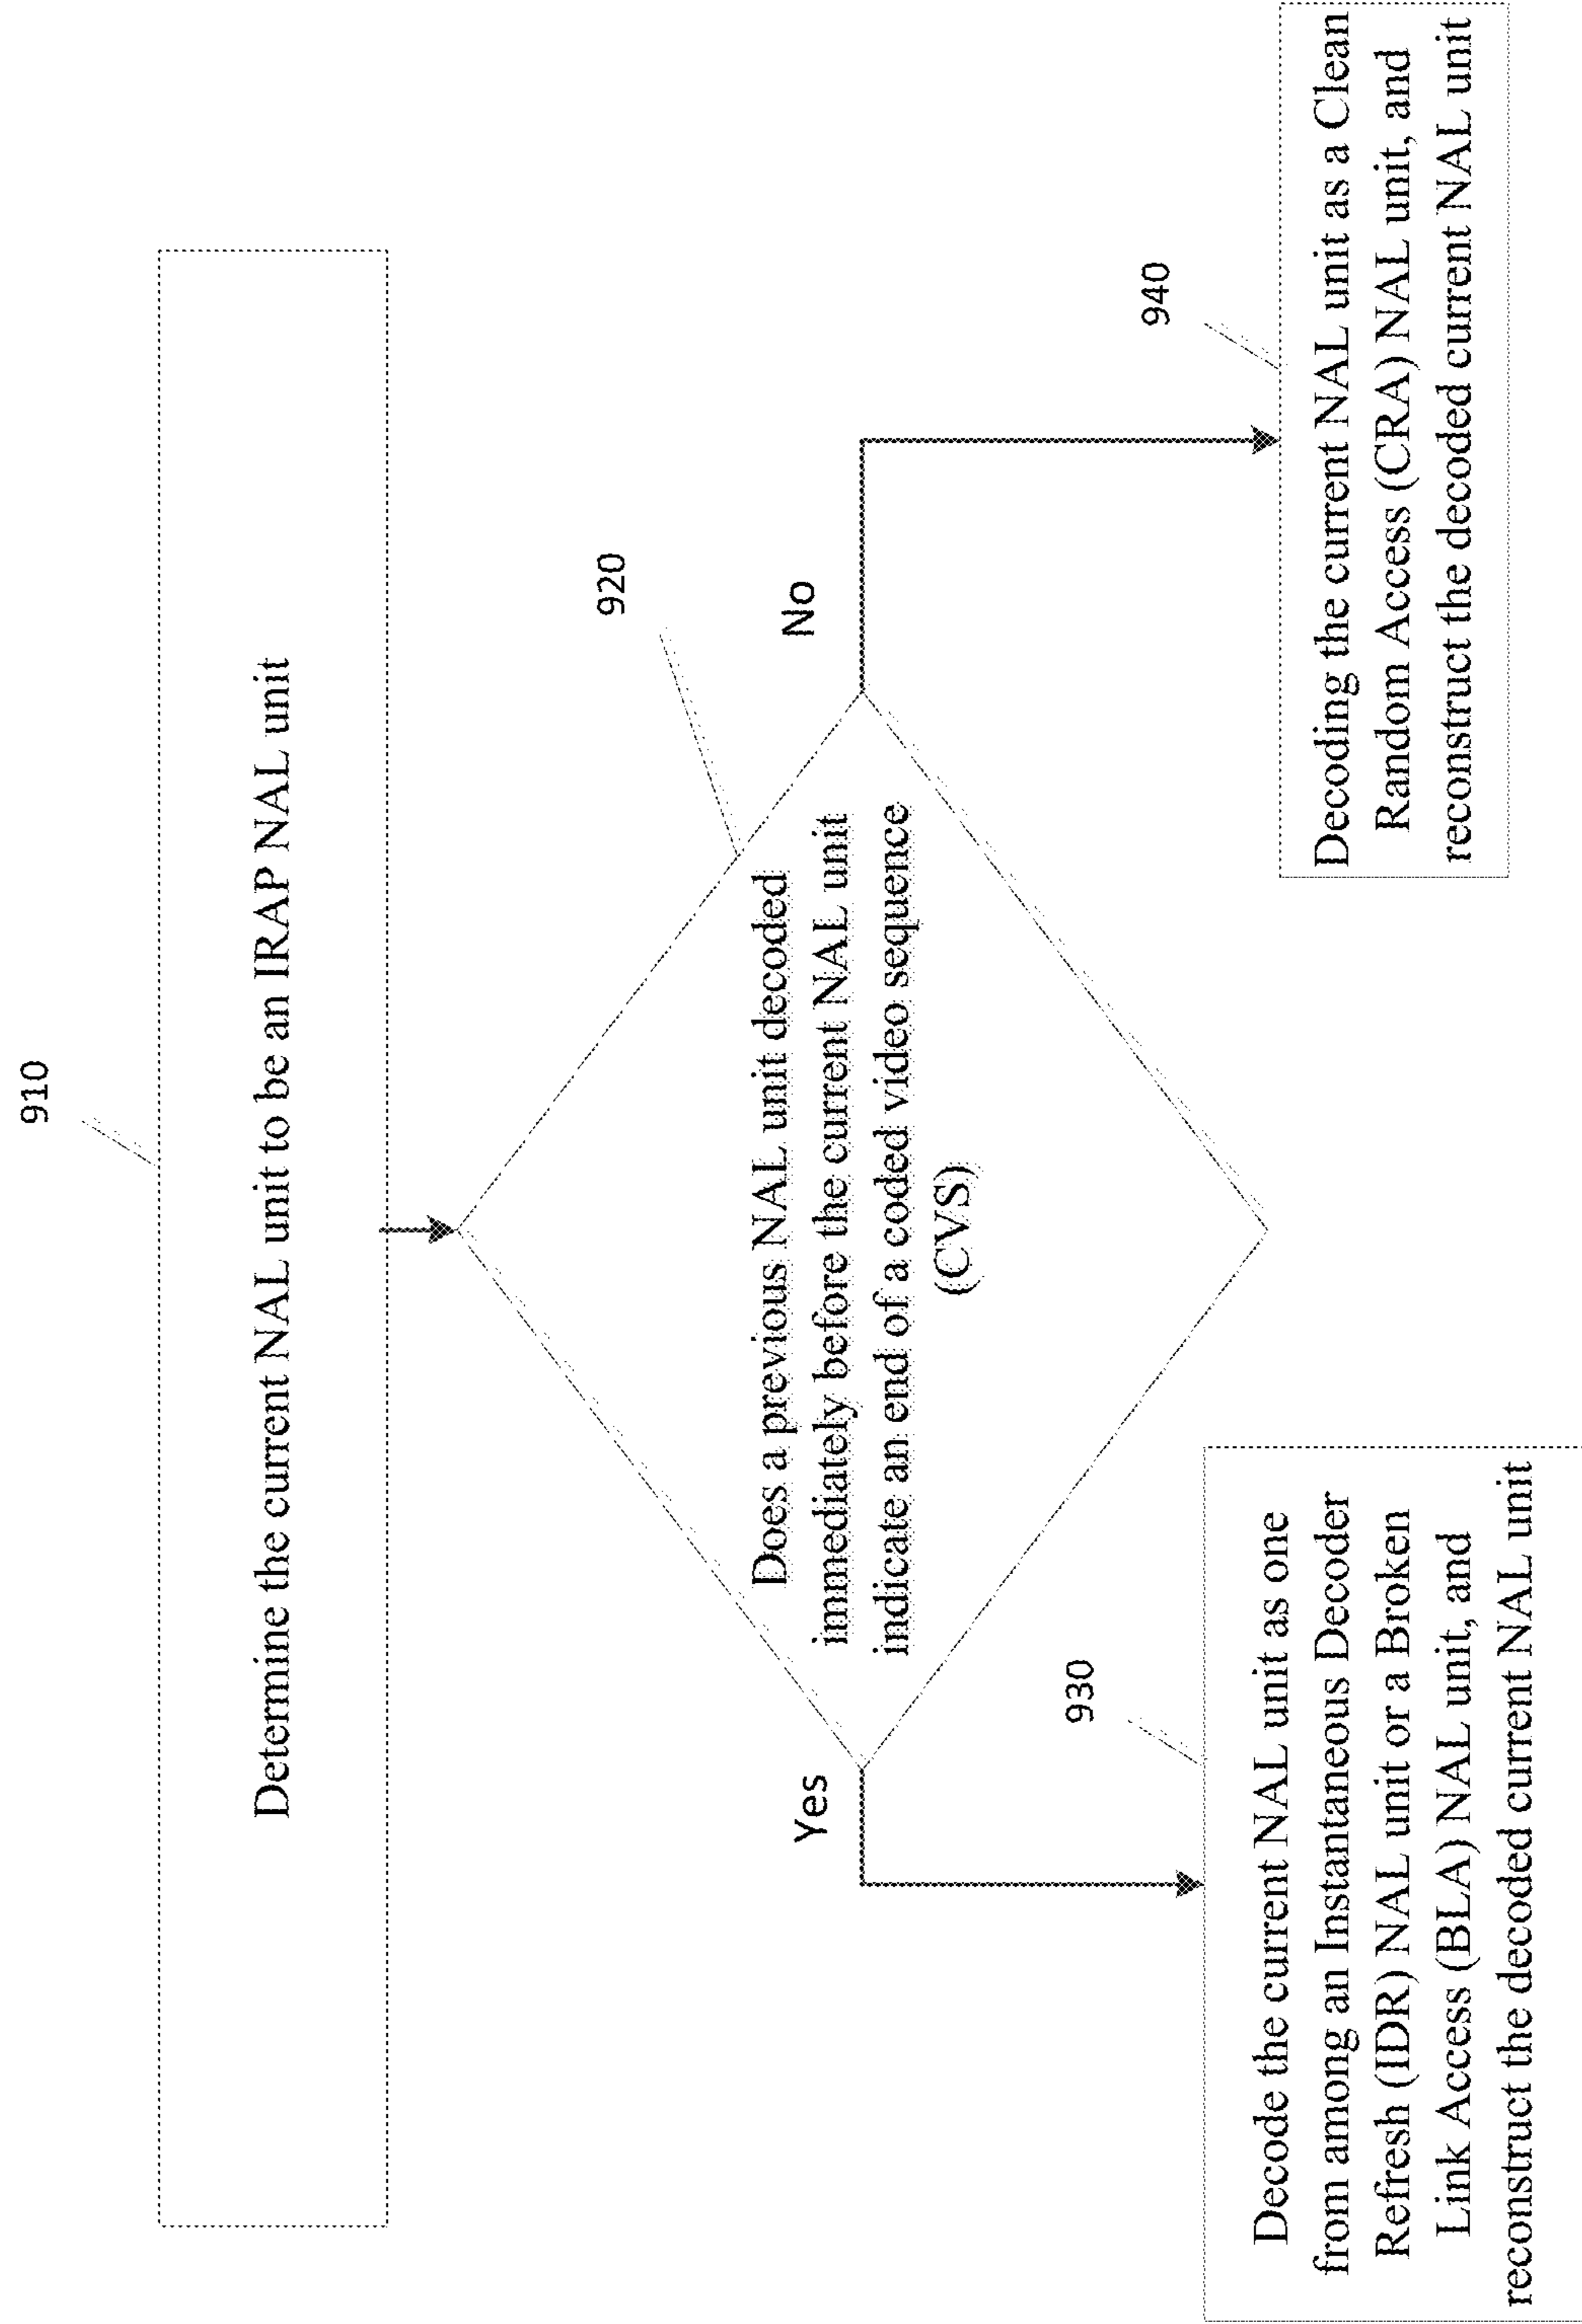 910
Determine the current NAL unit to be an IRAP NAL unit
920
Does a previous NAL unit decoded
immediately before the current NAL unit
indicate an end of a coded video sequence
(CVS)
Yes
No
930
Decode the current NAL unit as one
from among an Instantaneous Decoder
Refresh (IDR) NAL unit or a Broken
Link Access (BLA) NAL unit, and
reconstruct the decoded current NAL unit
940
Decoding the current NAL unit as a Clean
Random Access (CRA) NAL unit, and
reconstruct the decoded current NAL unit